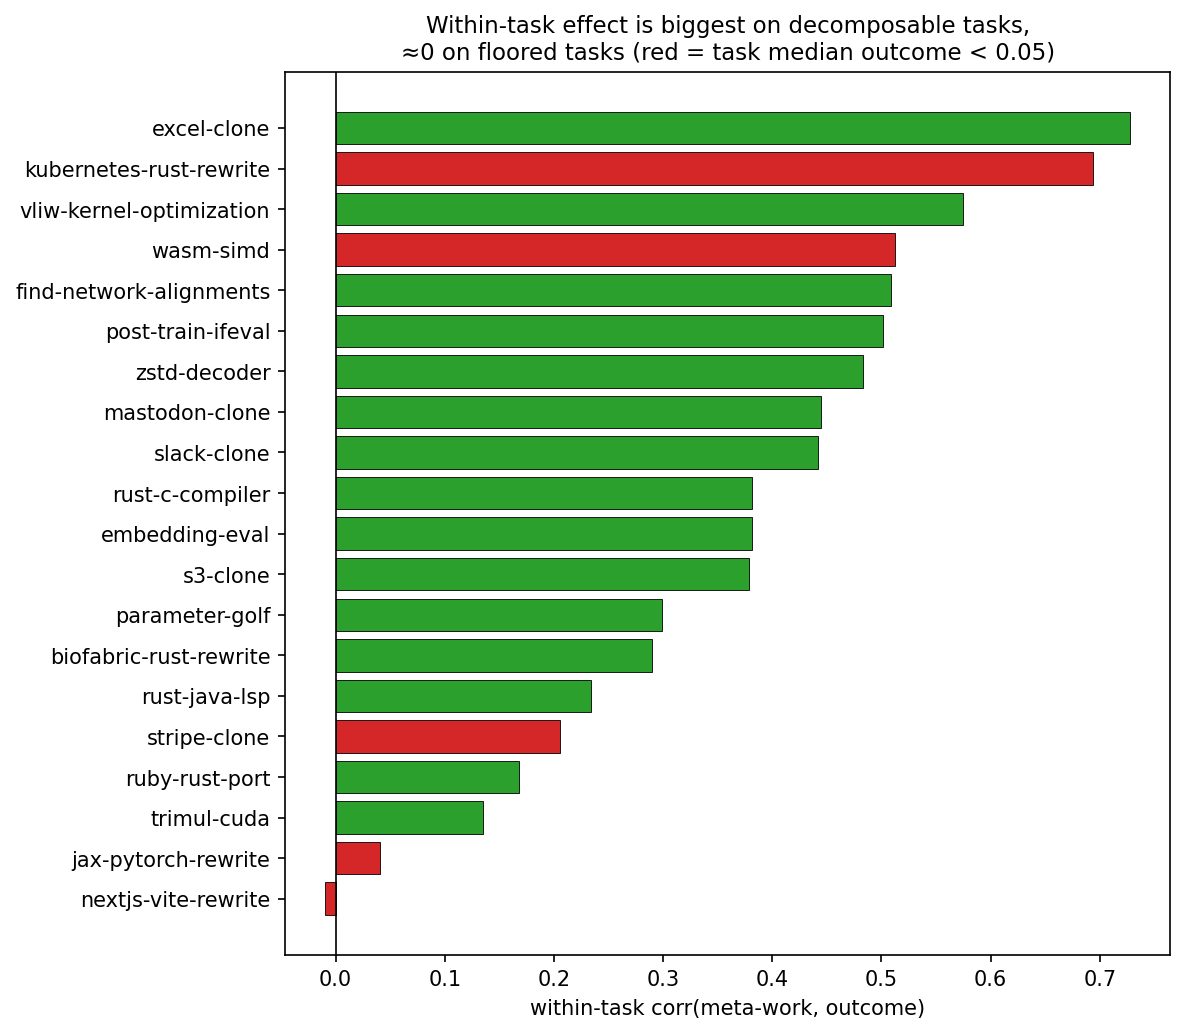 Within-task effect is biggest on decomposable tasks,
≈0 on floored tasks (red = task median outcome < 0.05)
excel-clone
kubernetes-rust-rewrite
vliw-kernel-optimization
wasm-simd
find-network-alignments
post-train-ifeval
zstd-decoder
mastodon-clone
slack-clone
rust-c-compiler
embedding-eval
s3-clone
parameter-golf
biofabric-rust-rewrite
rust-java-lsp
stripe-clone
ruby-rust-port
trimul-cuda
jax-pytorch-rewrite
nextjs-vite-rewrite
0.0 0.1 0.2 0.3 0.4 0.5 0.6 0.7
within-task corr(meta-work, outcome)